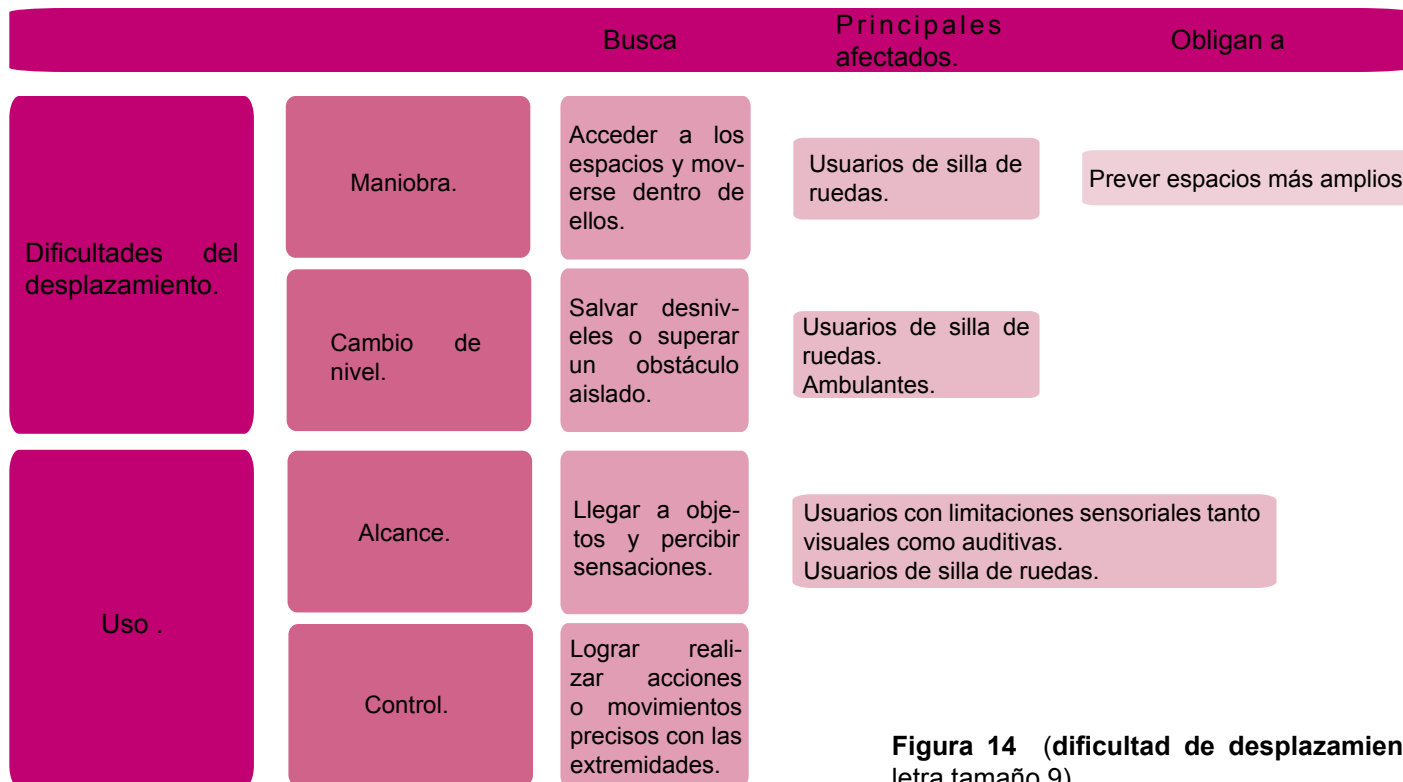 Busca
Principales
afectados.
Obligan a
Dificultades del
desplazamiento.
Maniobra.
Acceder a los
espacios y mov-
erse dentro de
ellos.
Usuarios de silla de
ruedas.
Prever espacios más amplios
Cambio de
nivel.
Salvar desniv-
eles o superar
un obstáculo
aislado.
Usuarios de silla de
ruedas.
Ambulantes.
Uso .
Alcance.
Llegar a obje-
tos y percibir
sensaciones.
Usuarios con limitaciones sensoriales tanto
visuales como auditivas.
Usuarios de silla de ruedas.
Control.
Lograr reali-
zar acciones
o movimientos
precisos con las
extremidades.
Figura 14 (dificultad de desplazamien
letra tamaño 9)